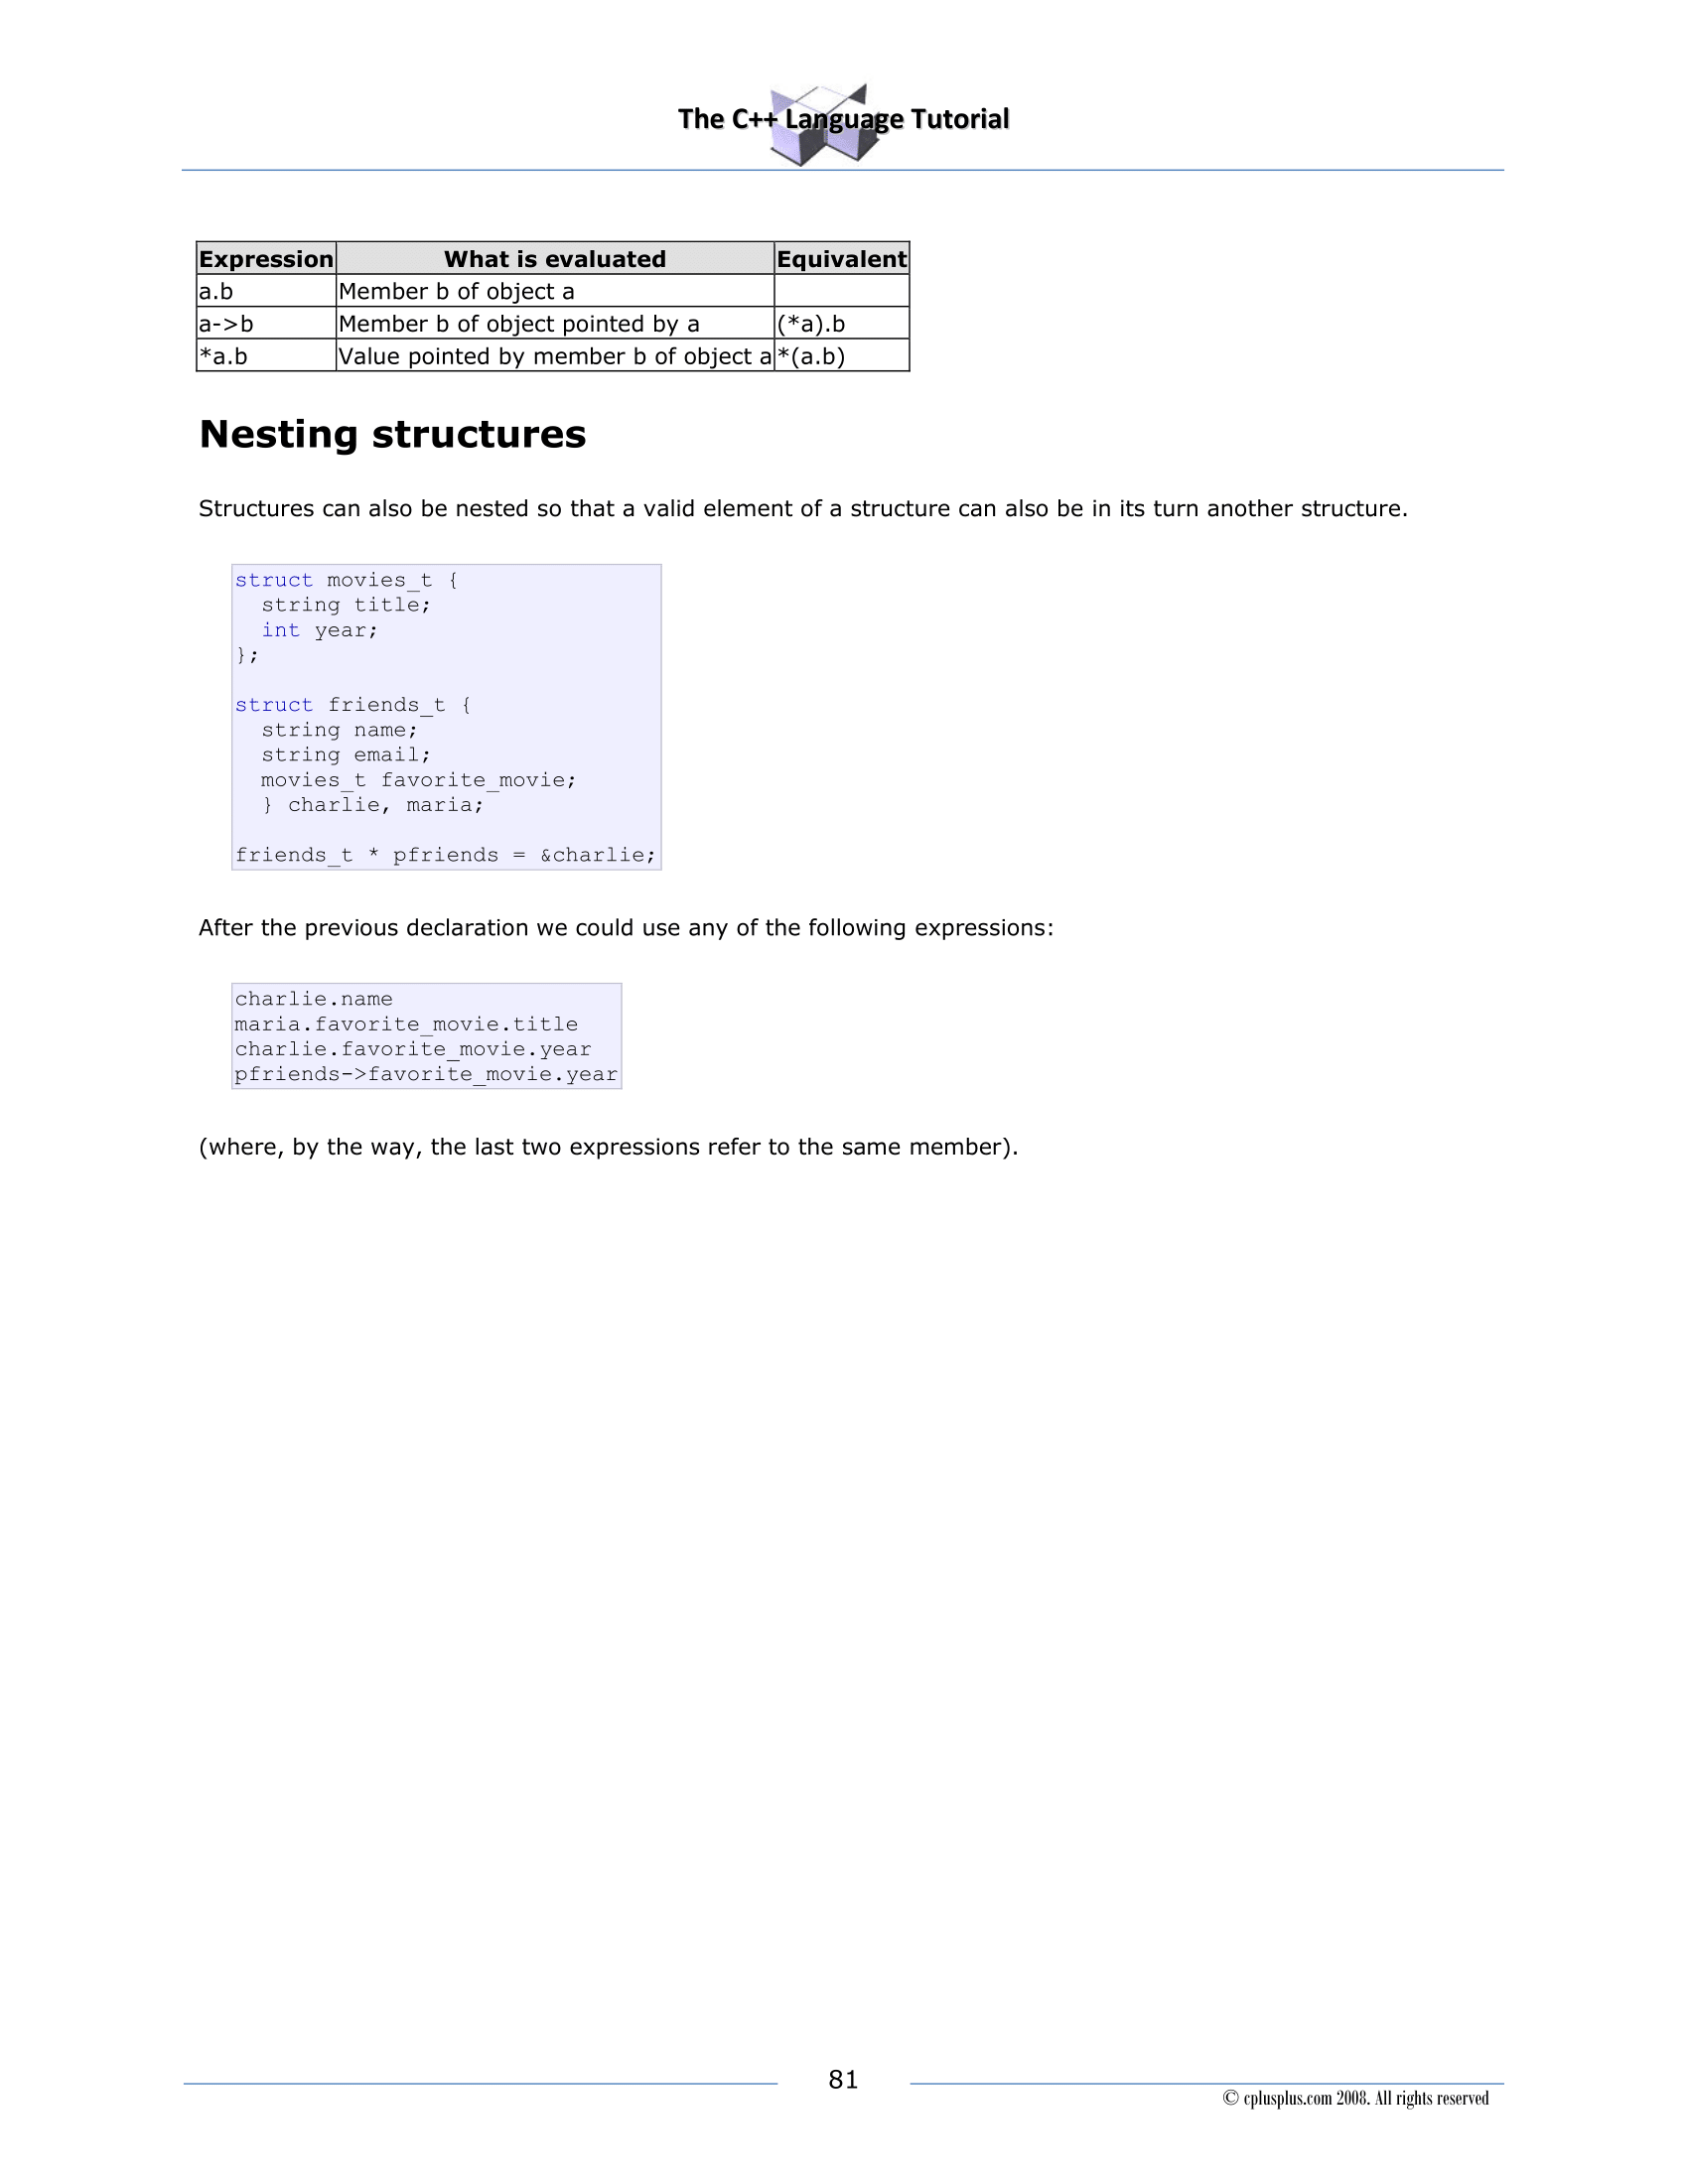 The C++ Language Tutorial
Expression What is evaluated Equivalent
a.b Member b of object a
a->b Member b of object pointed by a (*a).b
*a.b Value pointed by member b of object a *(a.b)
Nesting structures
Structures can also be nested so that a valid element of a structure can also be in its turn another structure.
struct movies_t {
  string title;
  int year;
};
struct friends_t {
  string name;
  string email;
  movies_t favorite_movie;
  } charlie, maria;
friends_t * pfriends = &charlie;
After the previous declaration we could use any of the following expressions:
charlie.name
maria.favorite_movie.title
charlie.favorite_movie.year
pfriends->favorite_movie.year
(where, by the way, the last two expressions refer to the same member).
81
© cplusplus.com 2008. All rights reserved